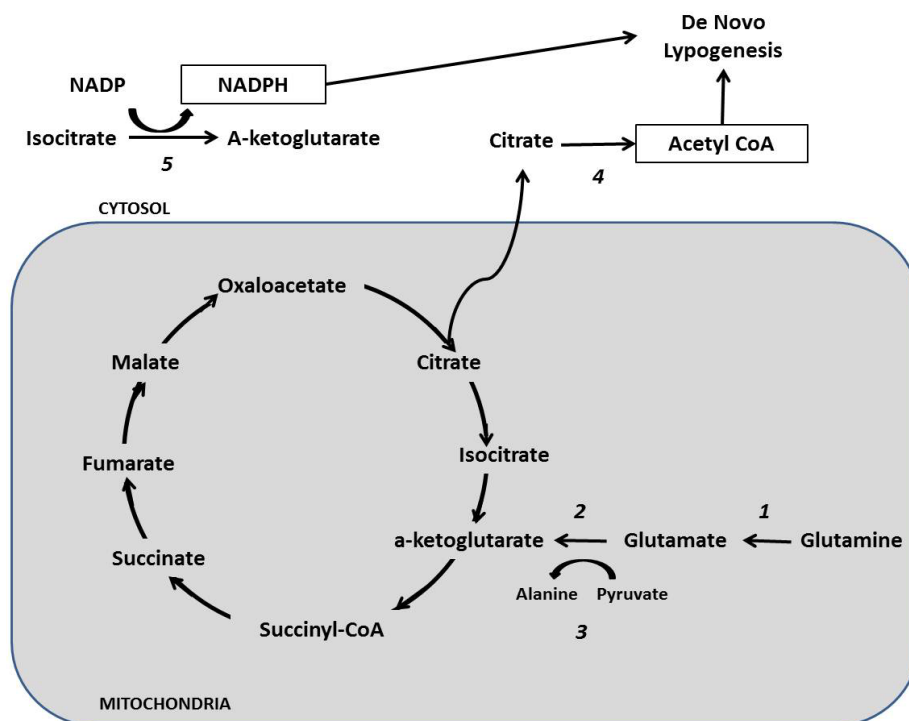 De Novo
Lypogenesis
NADP
NADPH
Isocitrate
A-ketoglutarate
5
Citrate
4
Acetyl CoA
CYTOSOL
Oxaloacetate
Malate
Citrate
Fumarate
Isocitrate
2
1
a-ketoglutarate
Glutamate
Glutamine
Succinate
Alanine
Pyruvate
3
Succinyl-CoA
MITOCHONDRIA